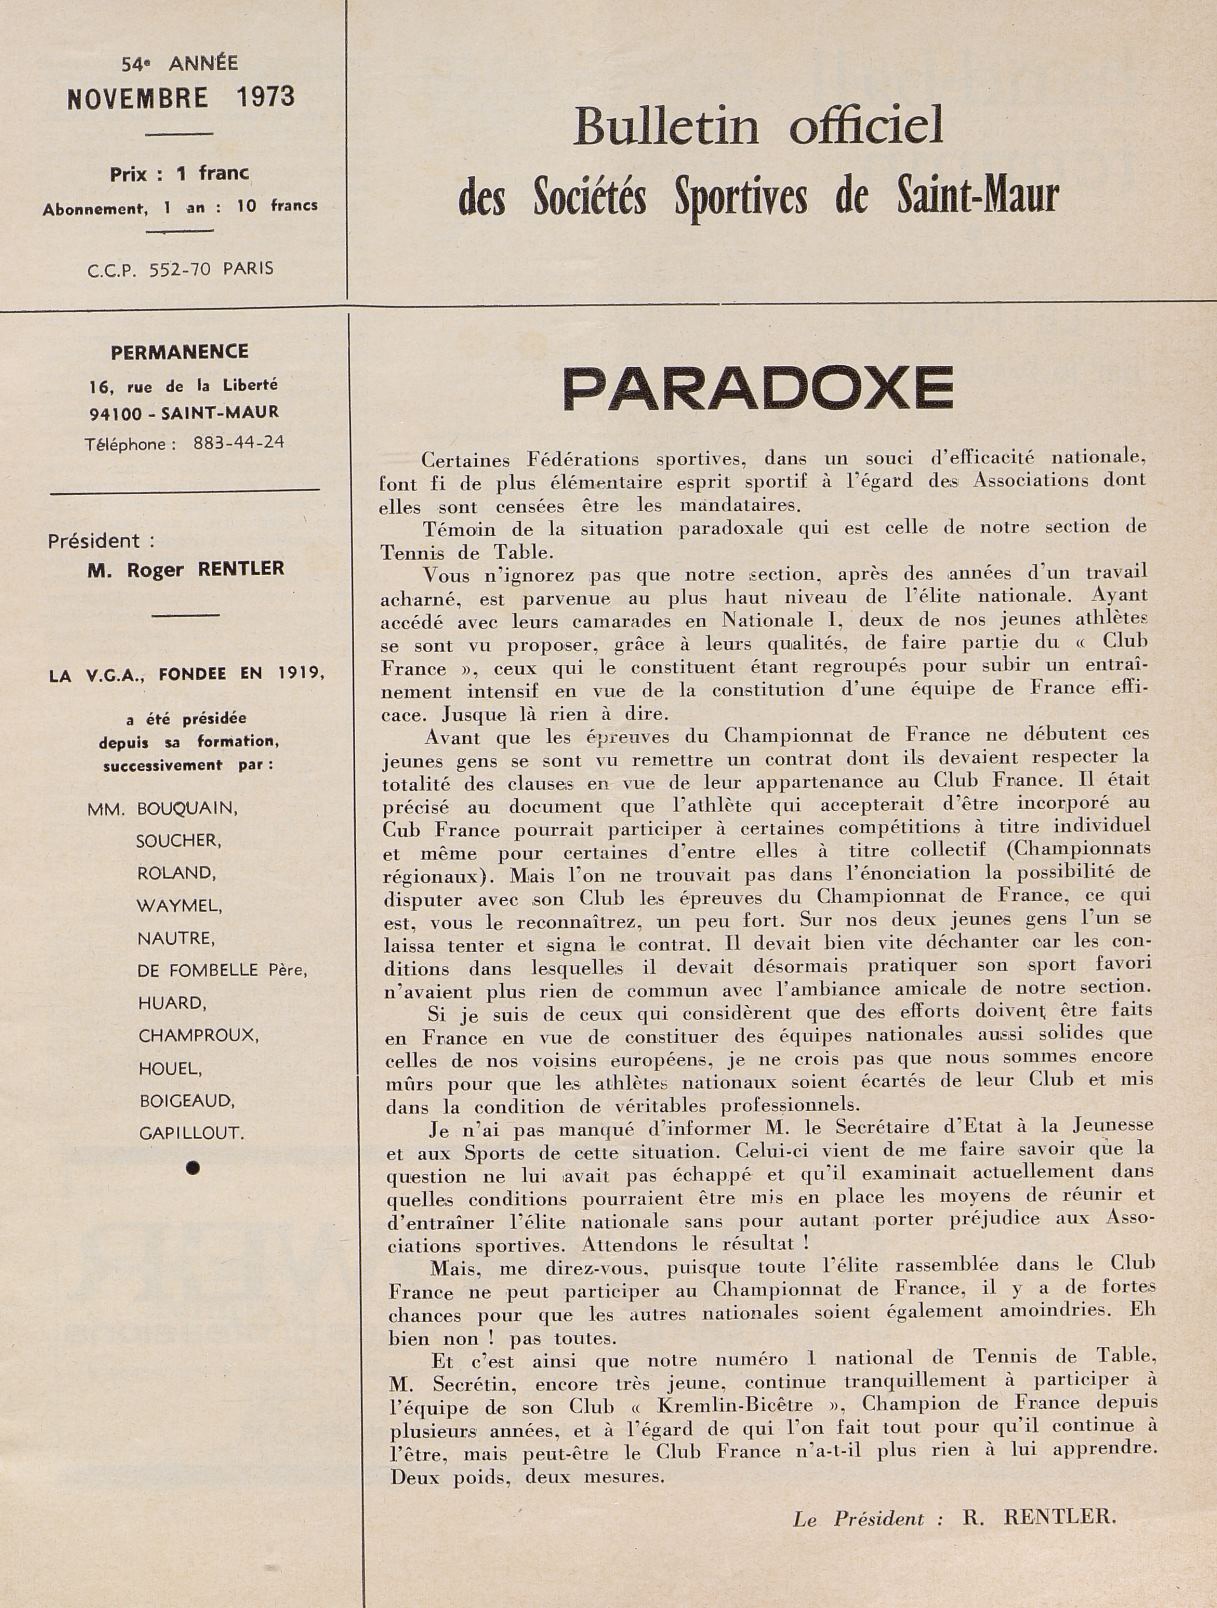 54e ANNÉE
NOVEMBRE 1973
Prix : 1 franc
Abonnement, 1 an : 10 francs
C.C.P. 552-70 PARIS
Bulletin officiel
des Sociétés Sportives de Saint-Maur
PERMANENCE
16, rue de la Liberté
94100 - SAINT-MAUR
Téléphone : 883-44-24
Président :
M. Roger RENTLER
LA V.G.A., FONDEE EN 1919,
a été présidée
depuis sa formation,
successivement par :
MM. BOUQUAIN,
SOUCHER,
ROLAND,
WAYMEL,
NAUTRE,
DE FOMBELLE Père,
HUARD,
CHAMPROUX,
HOUEL,
BOIGEAUD,
GAPILLOUT.
PARADOXE
Certaines Fédérations sportives, dans un souci d'efficacité nationale,
font fi de plus élémentaire esprit sportif à l'égard des Associations dont
elles sont censées être les mandataires.
Témoin de la situation paradoxale qui est celle de notre section de
Tennis de Table.
Vous n'ignorez pas que notre section, après des années d'un travail
acharné, est parvenue au plus haut niveau de l'élite nationale. Ayant
accédé avec leurs camarades en Nationale I, deux de nos jeunes athlètes
se sont vu proposer, grâce à leurs qualités, de faire partie du « Club
France », ceux qui le constituent étant regroupés pour subir un entraî-
nement intensif en vue de la constitution d'une équipe de France effi-
cace. Jusque là rien à dire.
Avant que les épreuves du Championnat de France ne débutent ces
jeunes gens se sont vu remettre un contrat dont ils devaient respecter la
totalité des clauses en vue de leur appartenance au Club France. Il était
précisé au document que l'athlète qui accepterait d'être incorporé au
Cub France pourrait participer à certaines compétitions à titre individuel
et même pour certaines d'entre elles à titre collectif (Championnats
régionaux). Mais l'on ne trouvait pas dans l'énonciation la possibilité de
disputer avec son Club les épreuves du Championnat de France, ce qui
est, vous le reconnaîtrez, un peu fort. Sur nos deux jeunes gens l'un se
laissa tenter et signa le contrat. Il devait bien vite déchanter car les con-
ditions dans lesquelles il devait désormais pratiquer son sport favori
n'avaient plus rien de commun avec l'ambiance amicale de notre section.
Si je suis de ceux qui considèrent que des efforts doivent être faits
en France en vue de constituer des équipes nationales aussi solides que
celles de nos voisins européens, je ne crois pas que nous sommes encore
mûrs pour que les athlètes nationaux soient écartés de leur Club et mis
dans la condition de véritables professionnels.
Je n'ai pas manqué d'informer M. le Secrétaire d'Etat à la Jeunesse
et aux Sports de cette situation. Celui-ci vient de me faire savoir que la
question ne lui avait pas échappé et qu'il examinait actuellement dans
quelles conditions pourraient être mis en place les moyens de réunir et
d'entraîner l'élite nationale sans pour autant porter préjudice aux Asso-
ciations sportives. Attendons le résultat !
Mais, me direz-vous, puisque toute l'élite rassemblée dans le Club
France ne peut participer au Championnat de France, il y a de fortes
chances pour que les autres nationales soient également amoindries. Eh
bien non ! pas toutes.
Et c'est ainsi que notre numéro 1 national de Tennis de Table,
M. Secrétin, encore très jeune, continue tranquillement à participer à
l'équipe de son Club « Kremlin-Bicêtre », Champion de France depuis
plusieurs années, et à l'égard de qui l'on fait tout pour qu'il continue à
l'être, mais peut-être le Club France n'a-t-il plus rien à lui apprendre.
Deux poids, deux mesures.
Le Président : R. RENTLER.